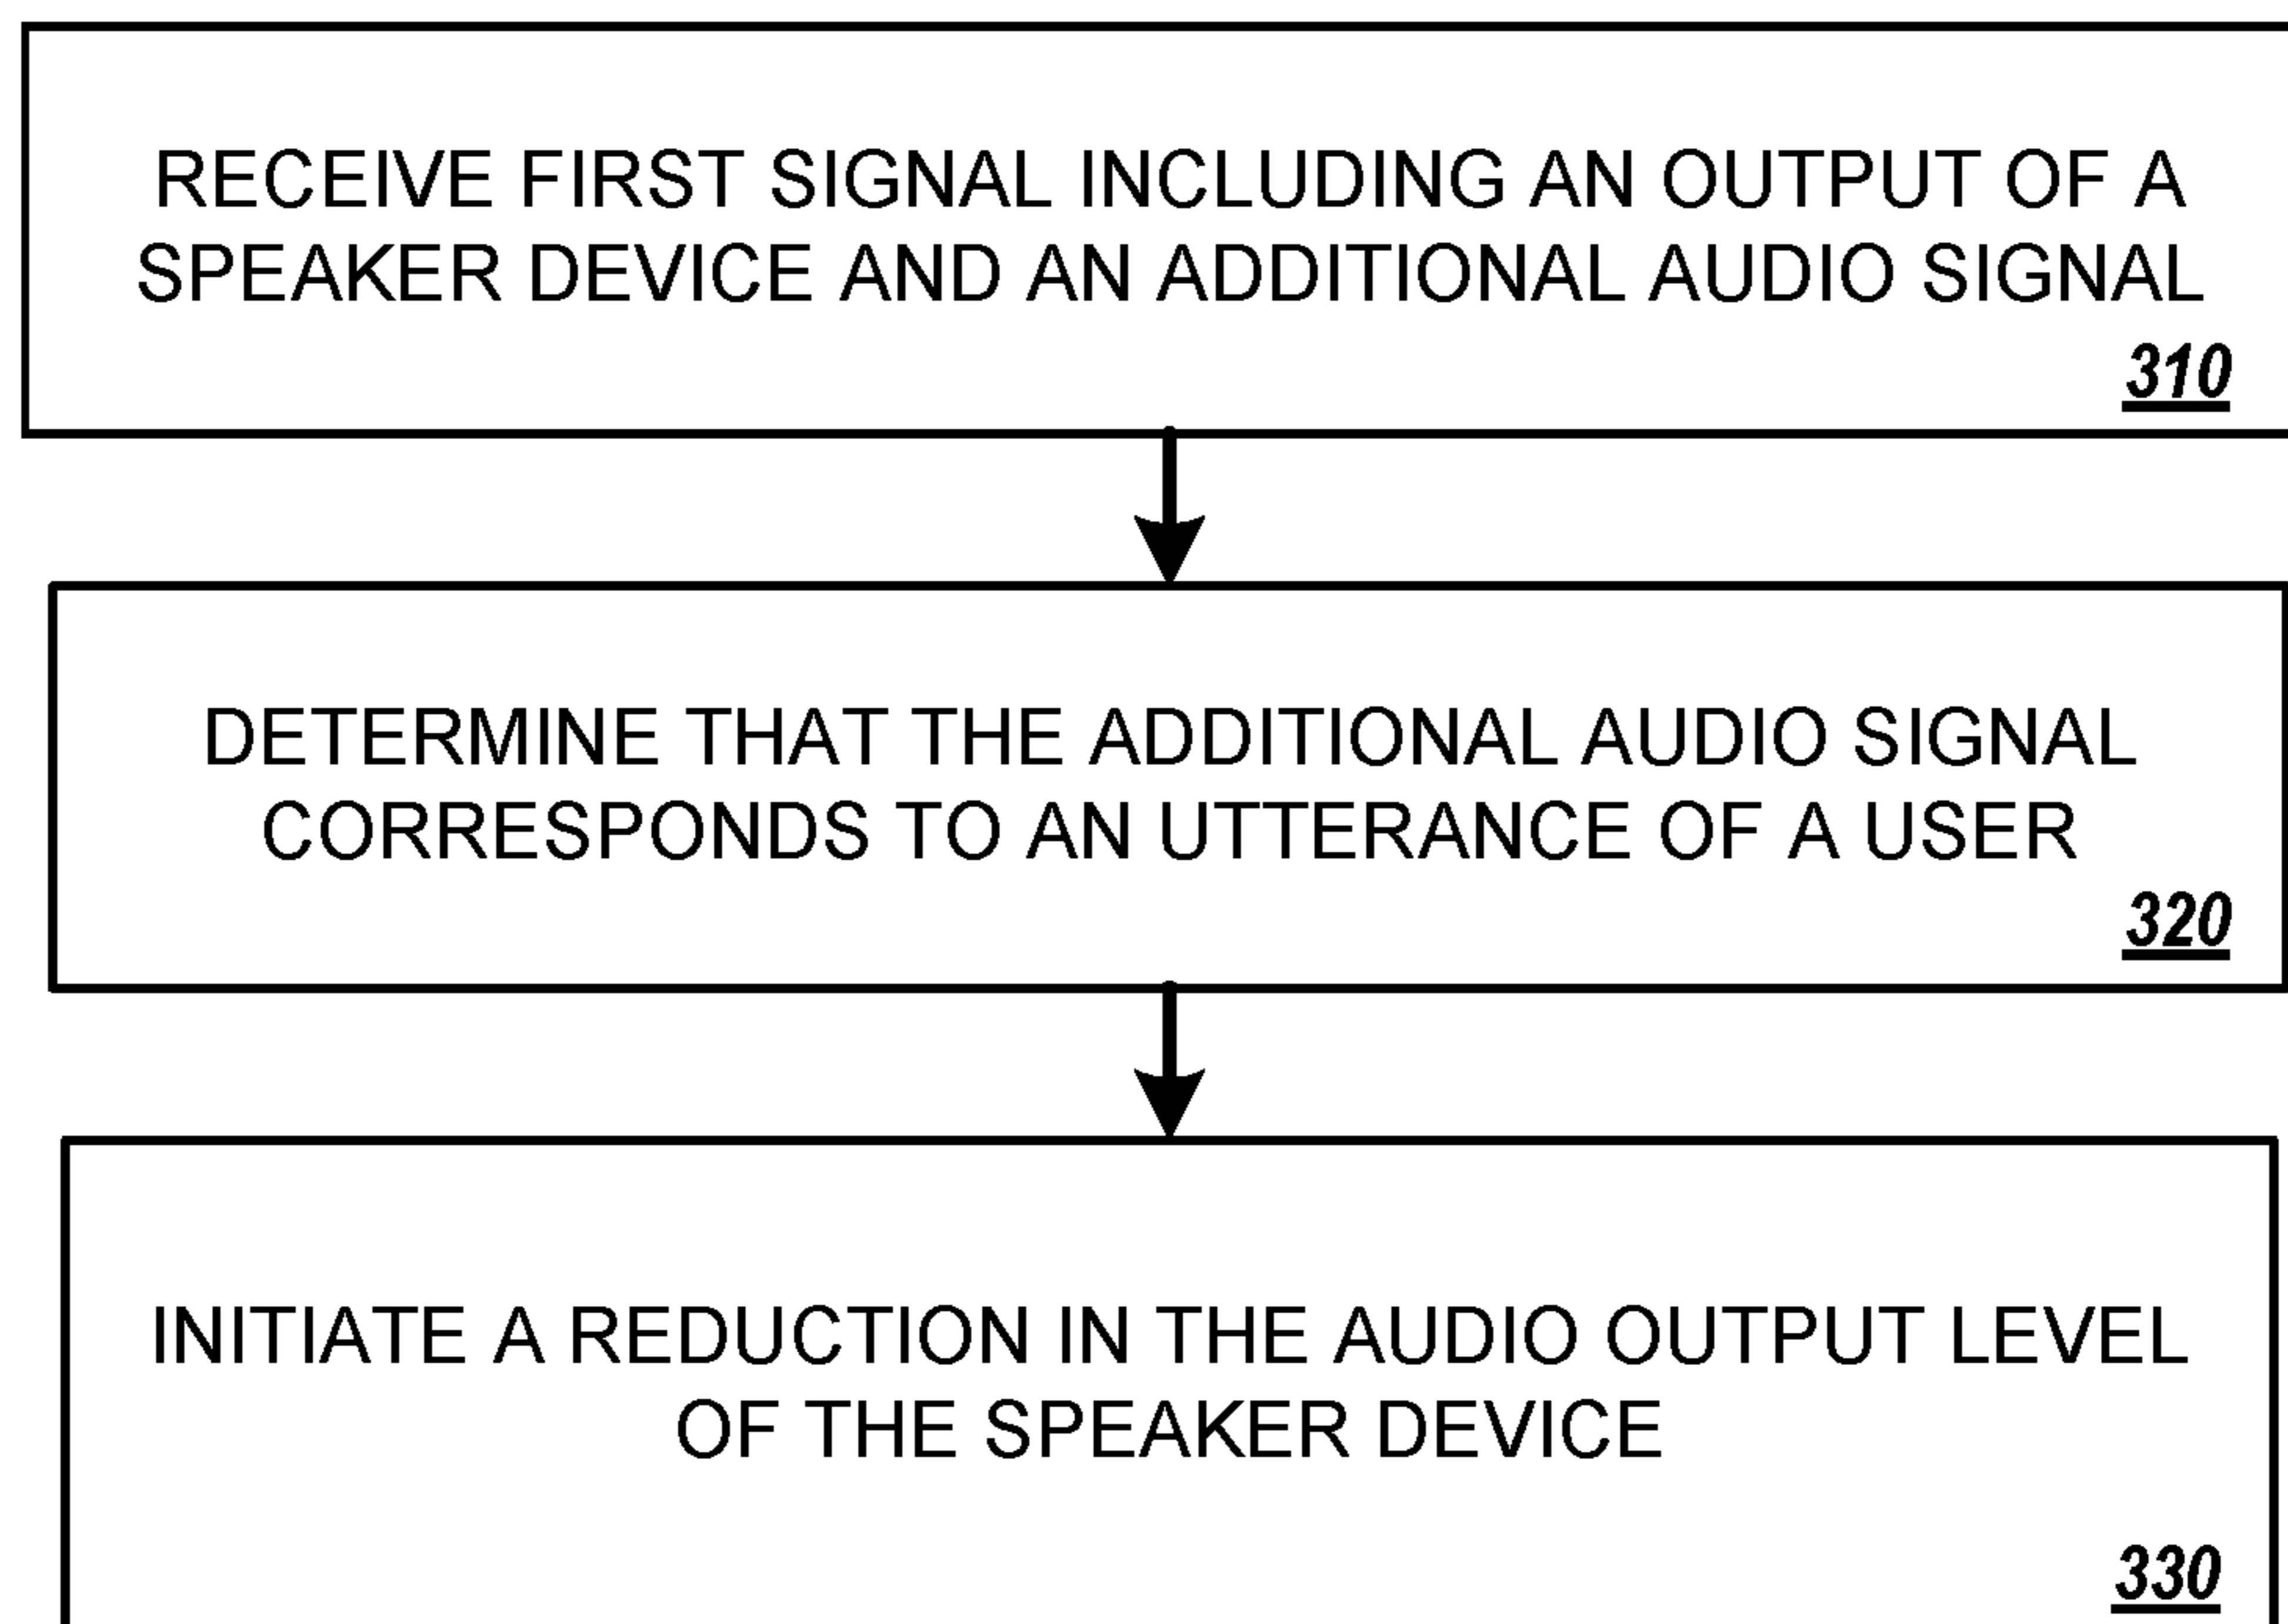 RECEIVE FIRST SIGNAL INCLUDING AN OUTPUT OF A
SPEAKER DEVICE AND AN ADDITIONAL AUDIO SIGNAL
310
DETERMINE THAT THE ADDITIONAL AUDIO SIGNAL
CORRESPONDS TO AN UTTERANCE OF A USER
320
INITIATE A REDUCTION IN THE AUDIO OUTPUT LEVEL
OF THE SPEAKER DEVICE
330